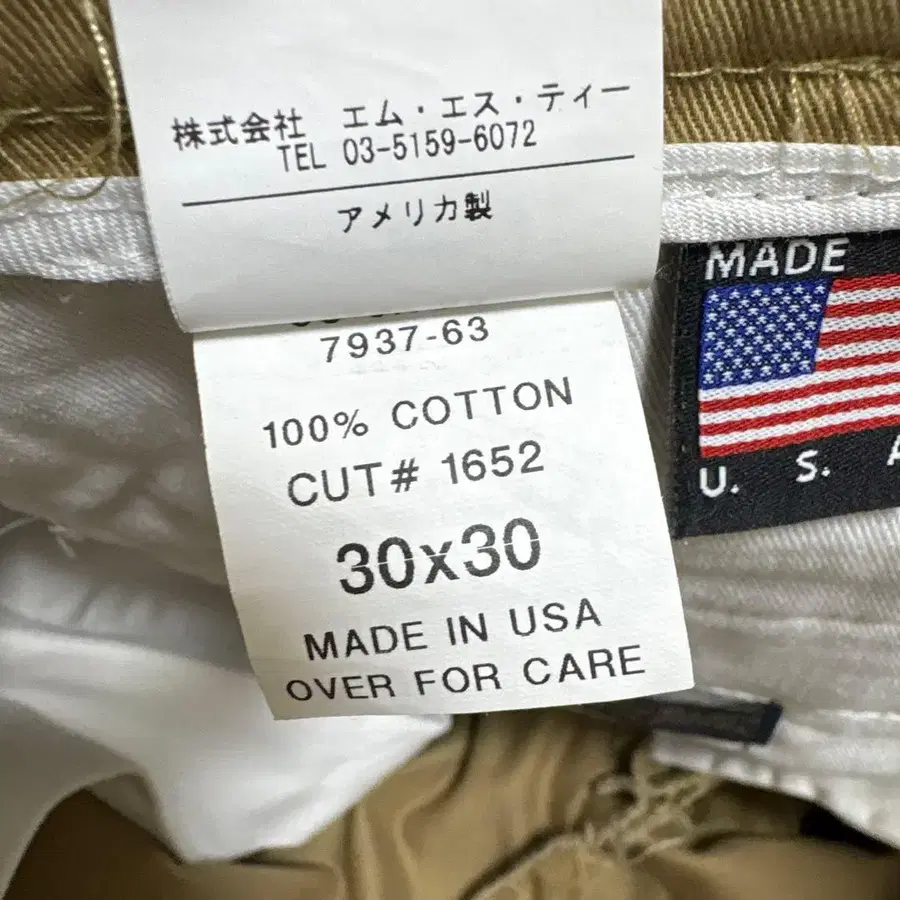 株式会社 エム・エス・ティー
TEL 03-5159-6072
アメリカ製
MADE
U. S. A
7937-63
100% COTTON
CUT# 1652
30x30
MADE IN USA
OVER FOR CARE